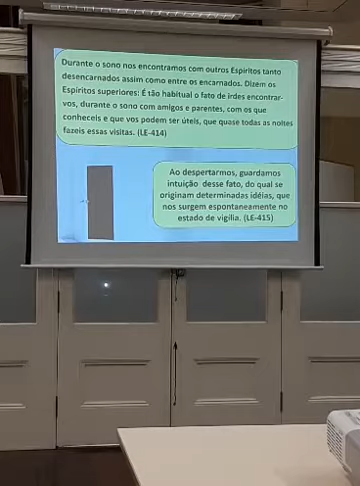 Durante o sono nos encontramos com outros Espíritos tanto
desencarnados assim como entre os encarnados. Dizem os
Espíritos superiores: É tão habitual o fato de irdes encontrar-
vos, durante o sono com amigos e parentes, com os que
conheceis e que vos podem ser úteis, que quase todas as noites
fazeis essas visitas. (LE-414)
Ao despertarmos, guardamos
intuição desse fato, do qual se
originam determinadas idéias, que
nos surgem espontaneamente no
estado de vigília. (LE-415)